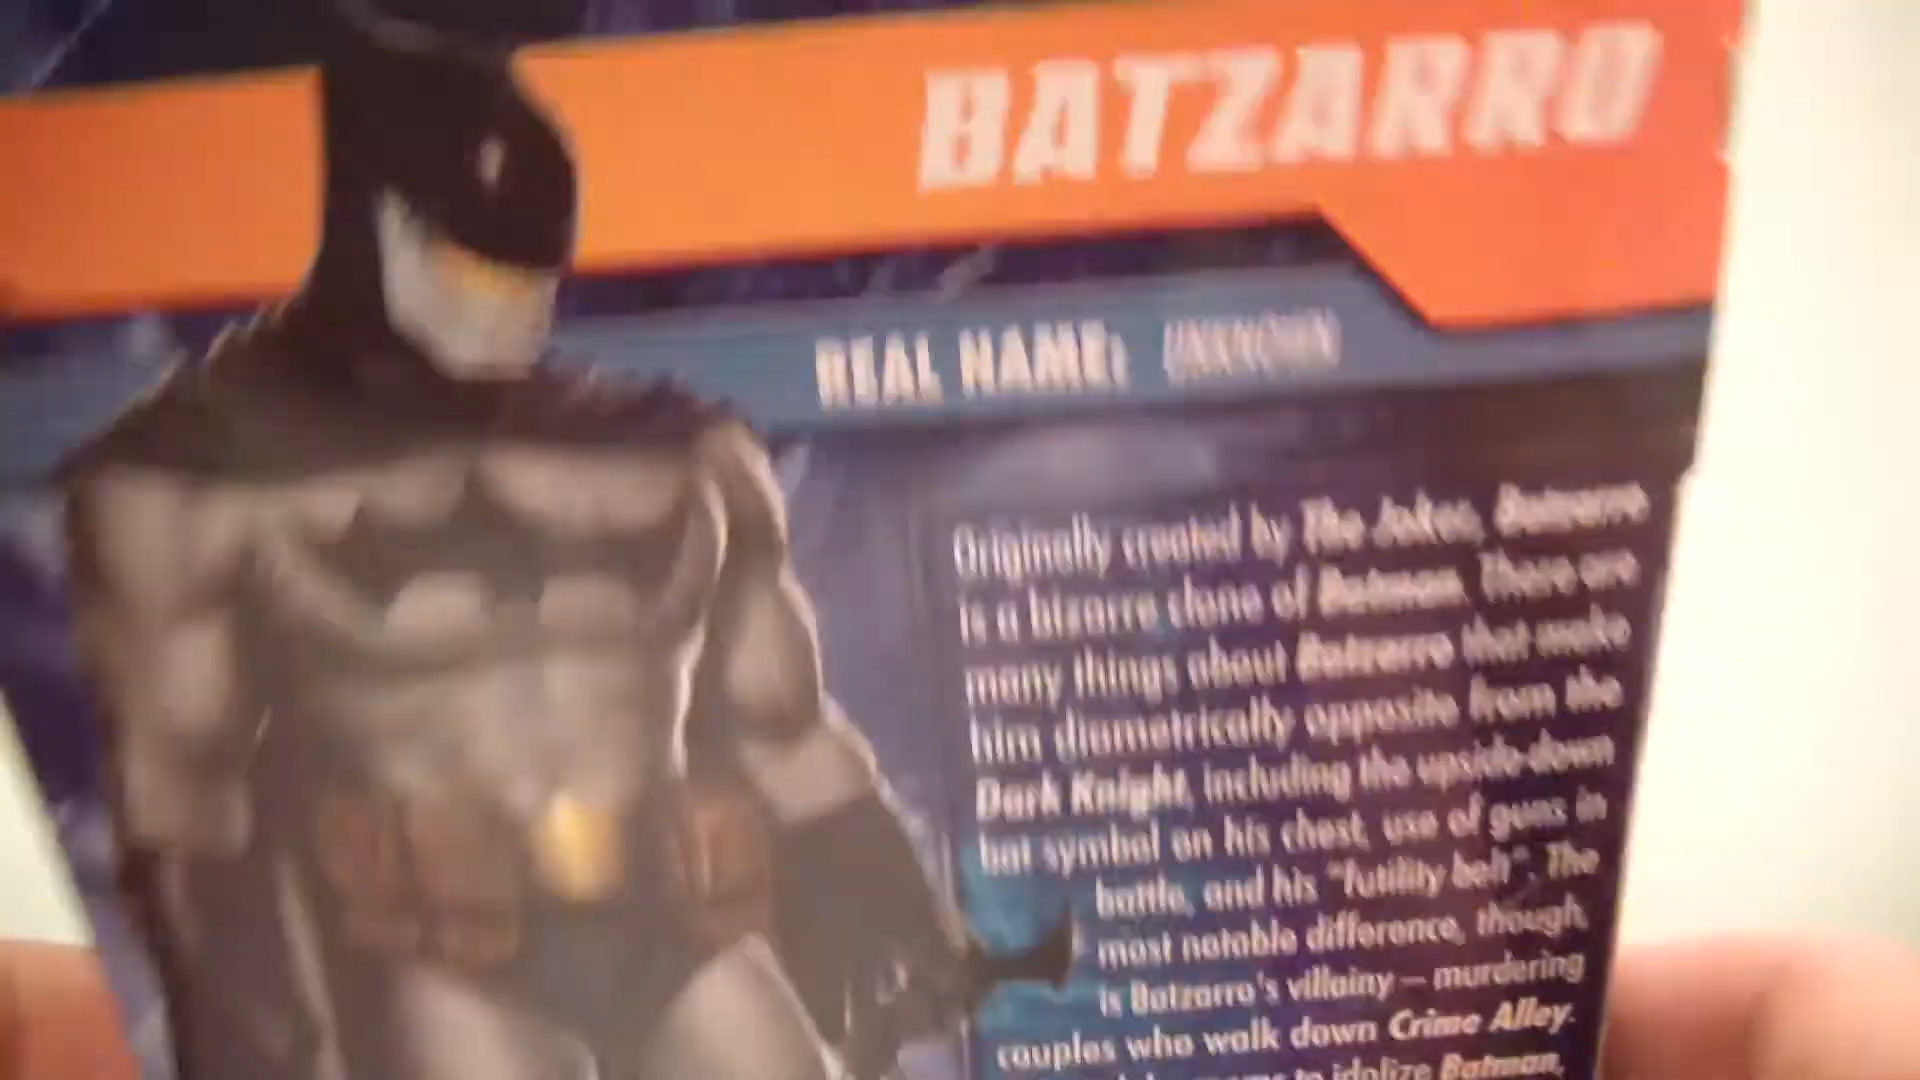 BATZARRO
REAL NAME: UNKNOWN
Originally created by The Joker, Batzarro
is a bizarre clone of Batman. There are
many things about Batzarro that make
him diametrically opposite from the
Dark Knight, including the upside-down
bat symbol on his chest, use of guns in
battle, and his "futility belt". The
most notable difference, though,
is Batzarro's villainy – murdering
couples who walk down Crime Alley.
to idolize Batman,